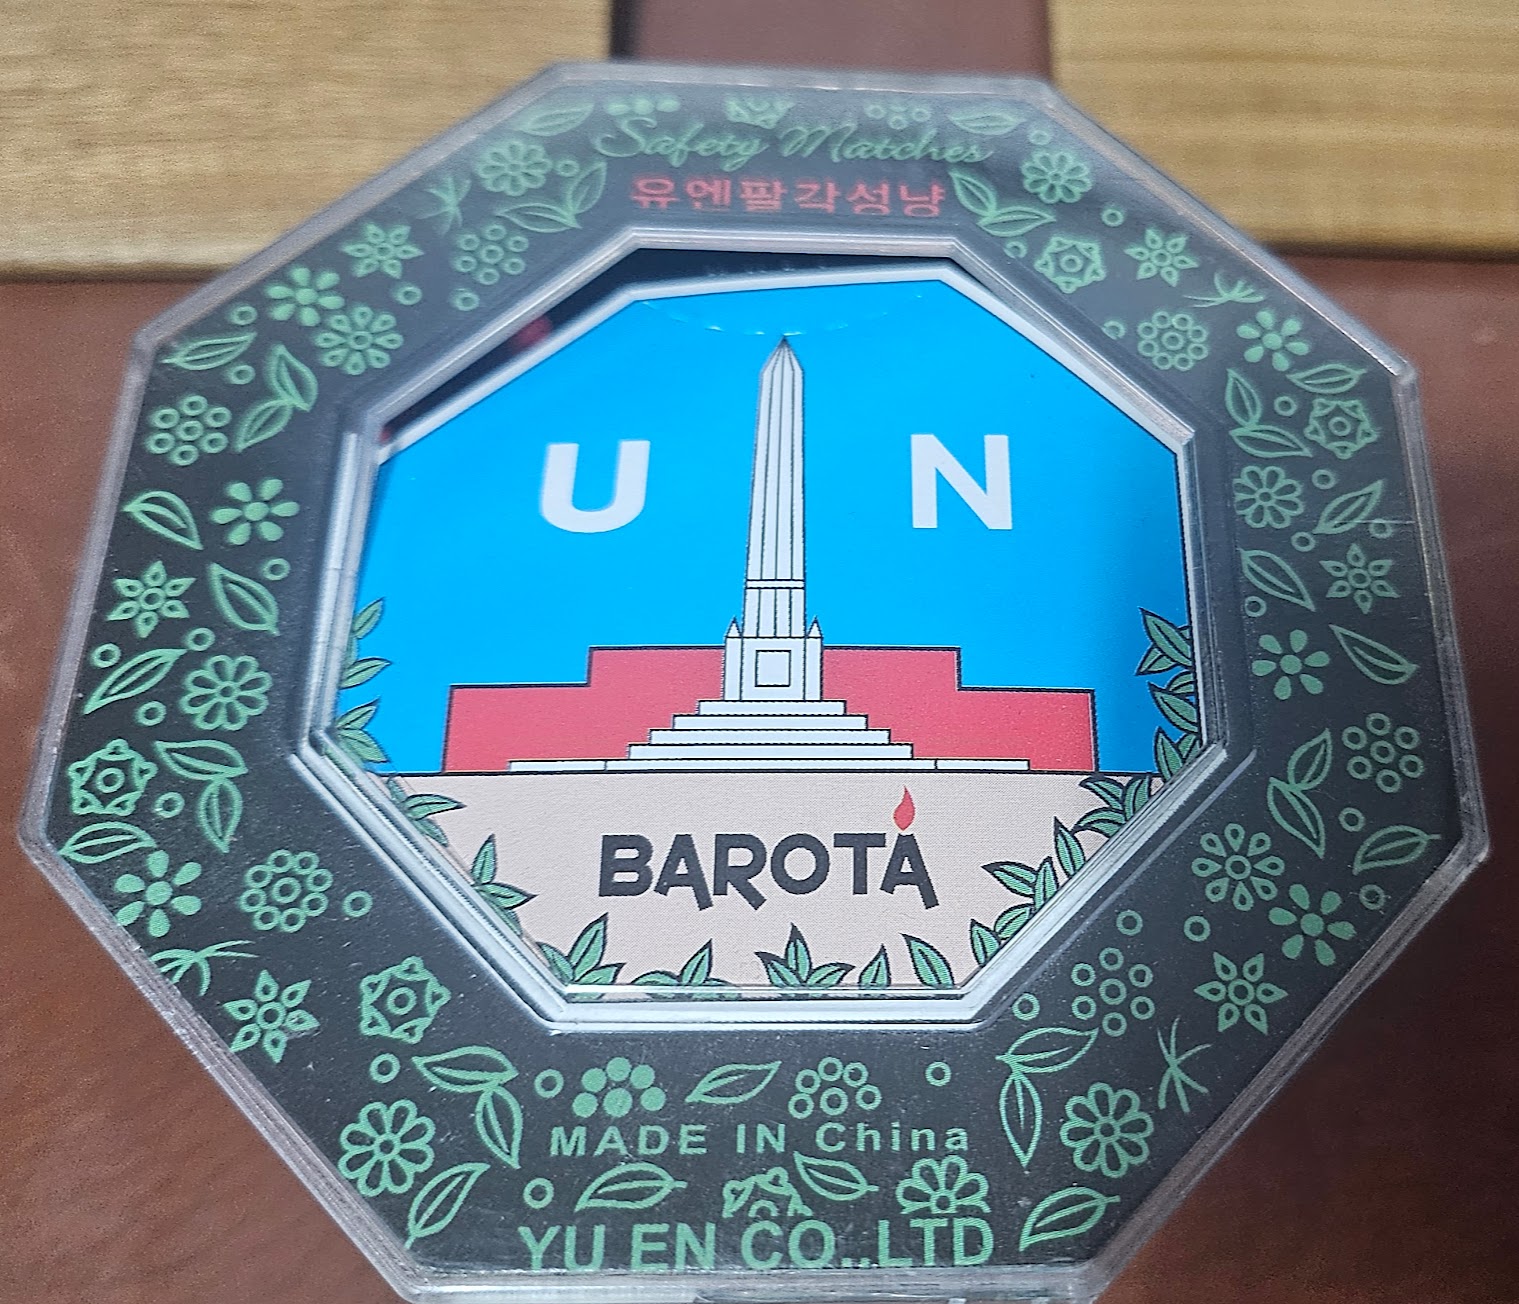 Safety Matches
유엔팔각성냥
U N
BAROTA
MADE IN China
YU EN CO.,LTD